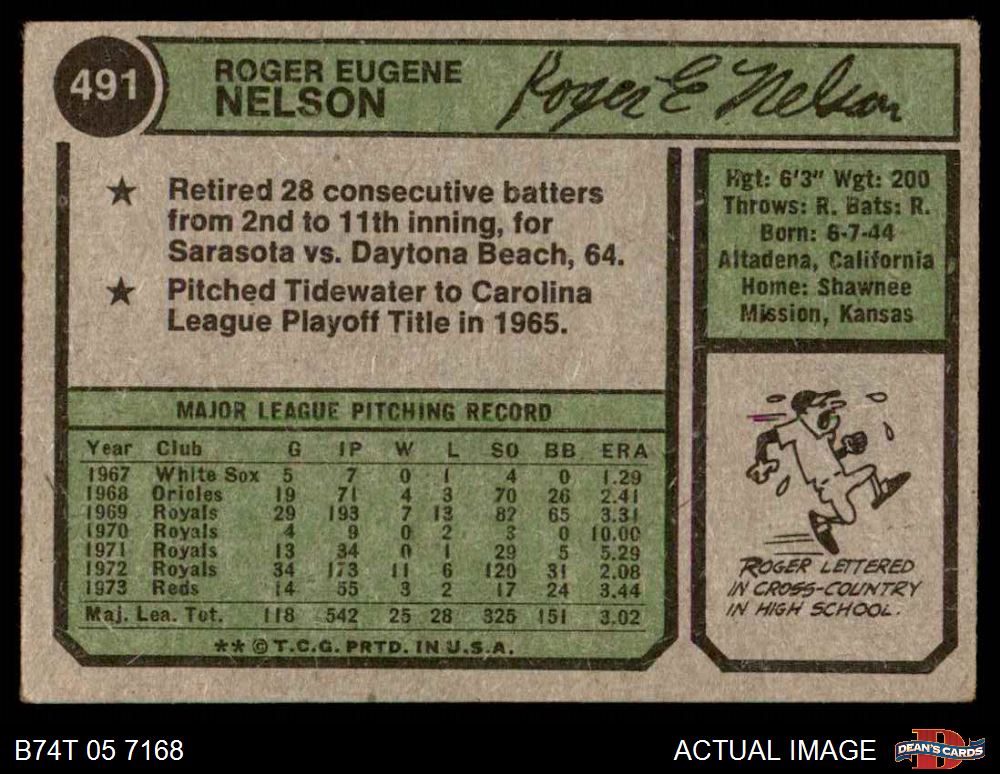 491
ROGER EUGENE
NELSON
Roger E Nelson
★ Retired 28 consecutive batters
from 2nd to 11th inning, for
Sarasota vs. Daytona Beach, 64.
★ Pitched Tidewater to Carolina
League Playoff Title in 1965.
Hgt: 6'3" Wgt: 200
Throws: R. Bats: R.
Born: 6-7-44
Altadena, California
Home: Shawnee
Mission, Kansas
MAJOR LEAGUE PITCHING RECORD
Year Club G IP W L SO BB ERA
1967 White Sox 5 7 0 1 4 0 1.29
1968 Orioles 19 71 4 3 70 26 2.41
1969 Royals 29 193 7 13 82 65 3.31
1970 Royals 4 9 0 2 3 0 10.00
1971 Royals 13 34 0 1 29 5 5.29
1972 Royals 34 173 11 6 120 31 2.08
1973 Reds 14 55 3 2 17 24 3.44
Maj. Lea. Tot. 118 542 25 28 325 151 3.02
** © T.C.G. PRTD. IN U.S.A.
ROGER LETTERED
IN CROSS-COUNTRY
IN HIGH SCHOOL.
B74T 05 7168
ACTUAL IMAGE
DEAN'S CARDS